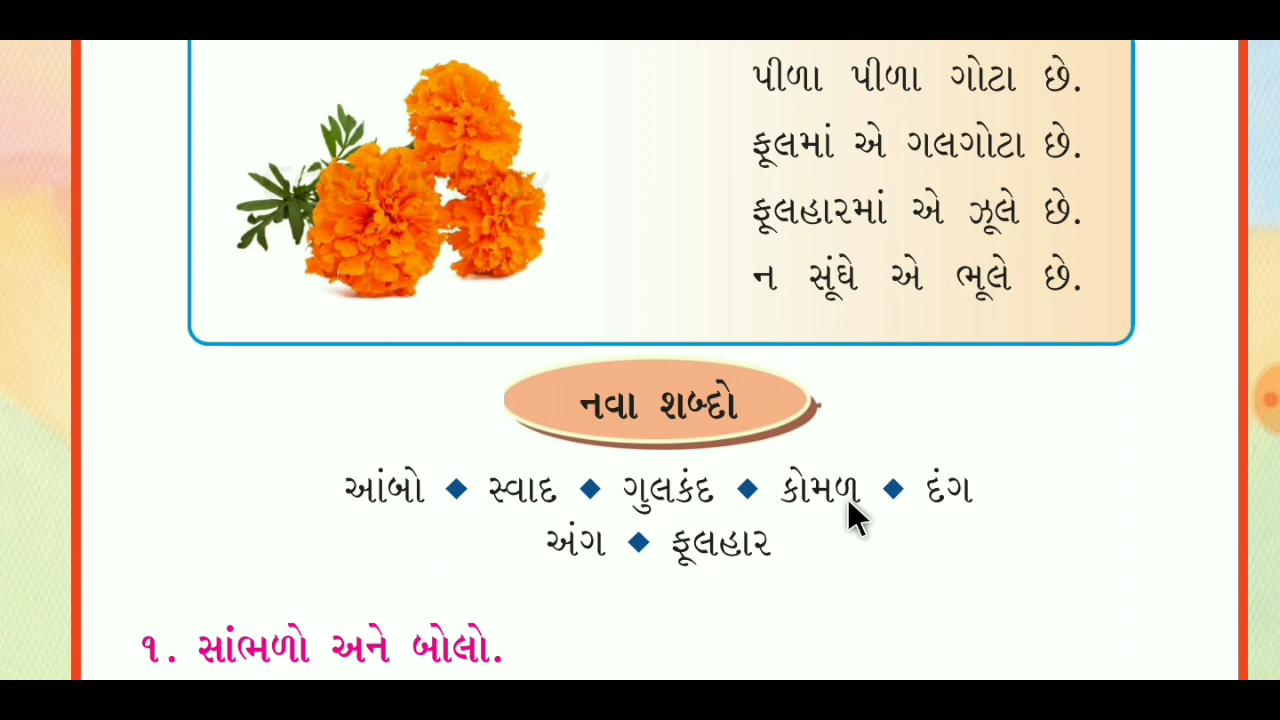 પીળા પીળા ગોટા છે.
ફૂલમાં એ ગલગોટા છે.
ફૂલહારમાં એ ઝૂલે છે.
ન સૂંઘે એ ભૂલે છે.
નવા શબ્દો
આંબો ◆ સ્વાદ ◆ ગુલકંદ ◆ કોમળ ◆ દંગ
અંગ ◆ ફૂલહાર
૧. સાંભળો અને બોલો.